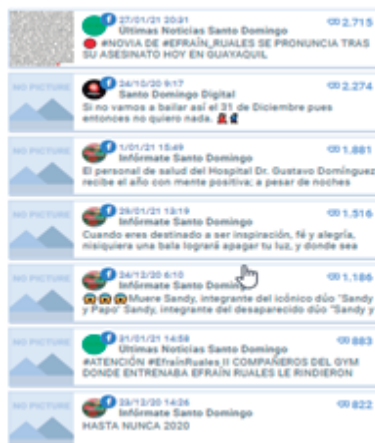 27/01/21 20:31
2,715
Últimas Noticias Santo Domingo
#NOVIA DE #EFRAÍN_RUALES SE PRONUNCIA TRAS
SU ASESINATO HOY EN GUAYAQUIL
NO PICTURE
24/10/20 9:17
2,274
Santo Domingo Digital
Si no vamos a bailar así el 31 de Diciembre pues
entonces no quiero nada.
NO PICTURE
1/01/21 15:49
1,881
Infórmate Santo Domingo
El personal de salud del Hospital Dr. Gustavo Domínguez
recibe el año con mente positiva; a pesar de noches
NO PICTURE
29/01/21 13:19
1,516
Infórmate Santo Domingo
Cuando eres destinado a ser inspiración, fé y alegría,
nisiquiera una bala logrará apagar tu luz, y donde sea
NO PICTURE
24/12/20 6:10
1,186
Infórmate Santo Domingo
Muere Sandy, integrante del icónico dúo "Sandy
y Papo" Sandy, integrante del desaparecido dúo "Sandy y
NO PICTURE
31/01/21 14:58
883
Últimas Noticias Santo Domingo
#ATENCIÓN #EfraínRuales || COMPAÑEROS DEL GYM
DONDE ENTRENABA EFRAÍN RUALES LE RINDIERON
NO PICTURE
23/12/20 14:26
822
Infórmate Santo Domingo
HASTA NUNCA 2020